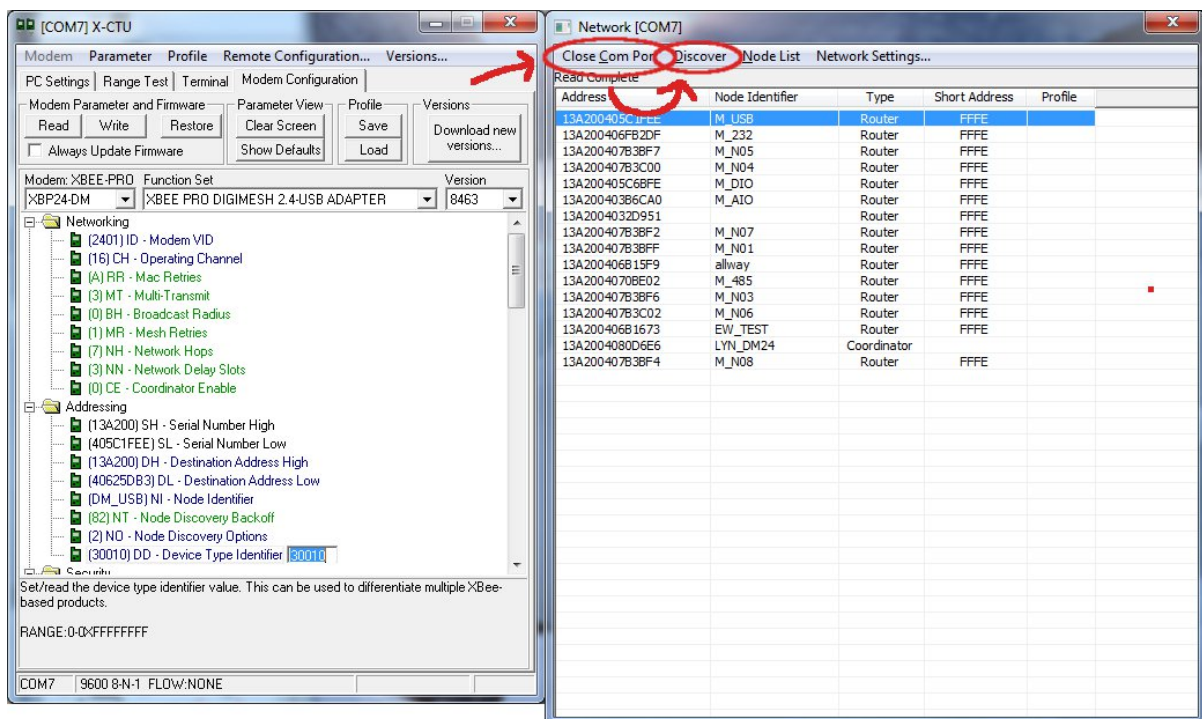 [COM7] X-CTU
Modem Parameter Profile Remote Configuration... Versions...
PC Settings Range Test Terminal Modem Configuration
Modem Parameter and Firmware Parameter View Profile Versions
Read Write Restore Clear Screen Save Download new versions...
Always Update Firmware Show Defaults Load
Modem: XBEE-PRO Function Set Version
XBP24-DM XBEE PRO DIGIMESH 2.4-USB ADAPTER 8463
Networking
(2401) ID - Modem VID
(16) CH - Operating Channel
(A) RR - Mac Retries
(3) MT - Multi-Transmit
(0) BH - Broadcast Radius
(1) MR - Mesh Retries
(7) NH - Network Hops
(3) NN - Network Delay Slots
(0) CE - Coordinator Enable
Addressing
(13A200) SH - Serial Number High
(405C1FEE) SL - Serial Number Low
(13A200) DH - Destination Address High
(40625DB3) DL - Destination Address Low
(DM_USB) NI - Node Identifier
(82) NT - Node Discovery Backoff
(2) NO - Node Discovery Options
(30010) DD - Device Type Identifier 30010
Security
Set/read the device type identifier value. This can be used to differentiate multiple XBee-
based products.
RANGE:0-0XFFFFFFFF
COM7 9600 8-N-1 FLOW:NONE
Network [COM7]
Close Com Port Discover Node List Network Settings...
Read Complete
Address Node Identifier Type Short Address Profile
13A200405C1FEE M_USB Router FFFE
13A200406FB2DF M_232 Router FFFE
13A200407B3BF7 M_N05 Router FFFE
13A200407B3C00 M_N04 Router FFFE
13A200405C6BFE M_DIO Router FFFE
13A200403B6CA0 M_AIO Router FFFE
13A2004032D951 Router FFFE
13A200407B3BF2 M_N07 Router FFFE
13A200407B3BFF M_N01 Router FFFE
13A200406B15F9 allway Router FFFE
13A2004070BE02 M_485 Router FFFE
13A200407B3BF6 M_N03 Router FFFE
13A200407B3C02 M_N06 Router FFFE
13A200406B1673 EW_TEST Router FFFE
13A2004080D6E6 LYN_DM24 Coordinator
13A200407B3BF4 M_N08 Router FFFE